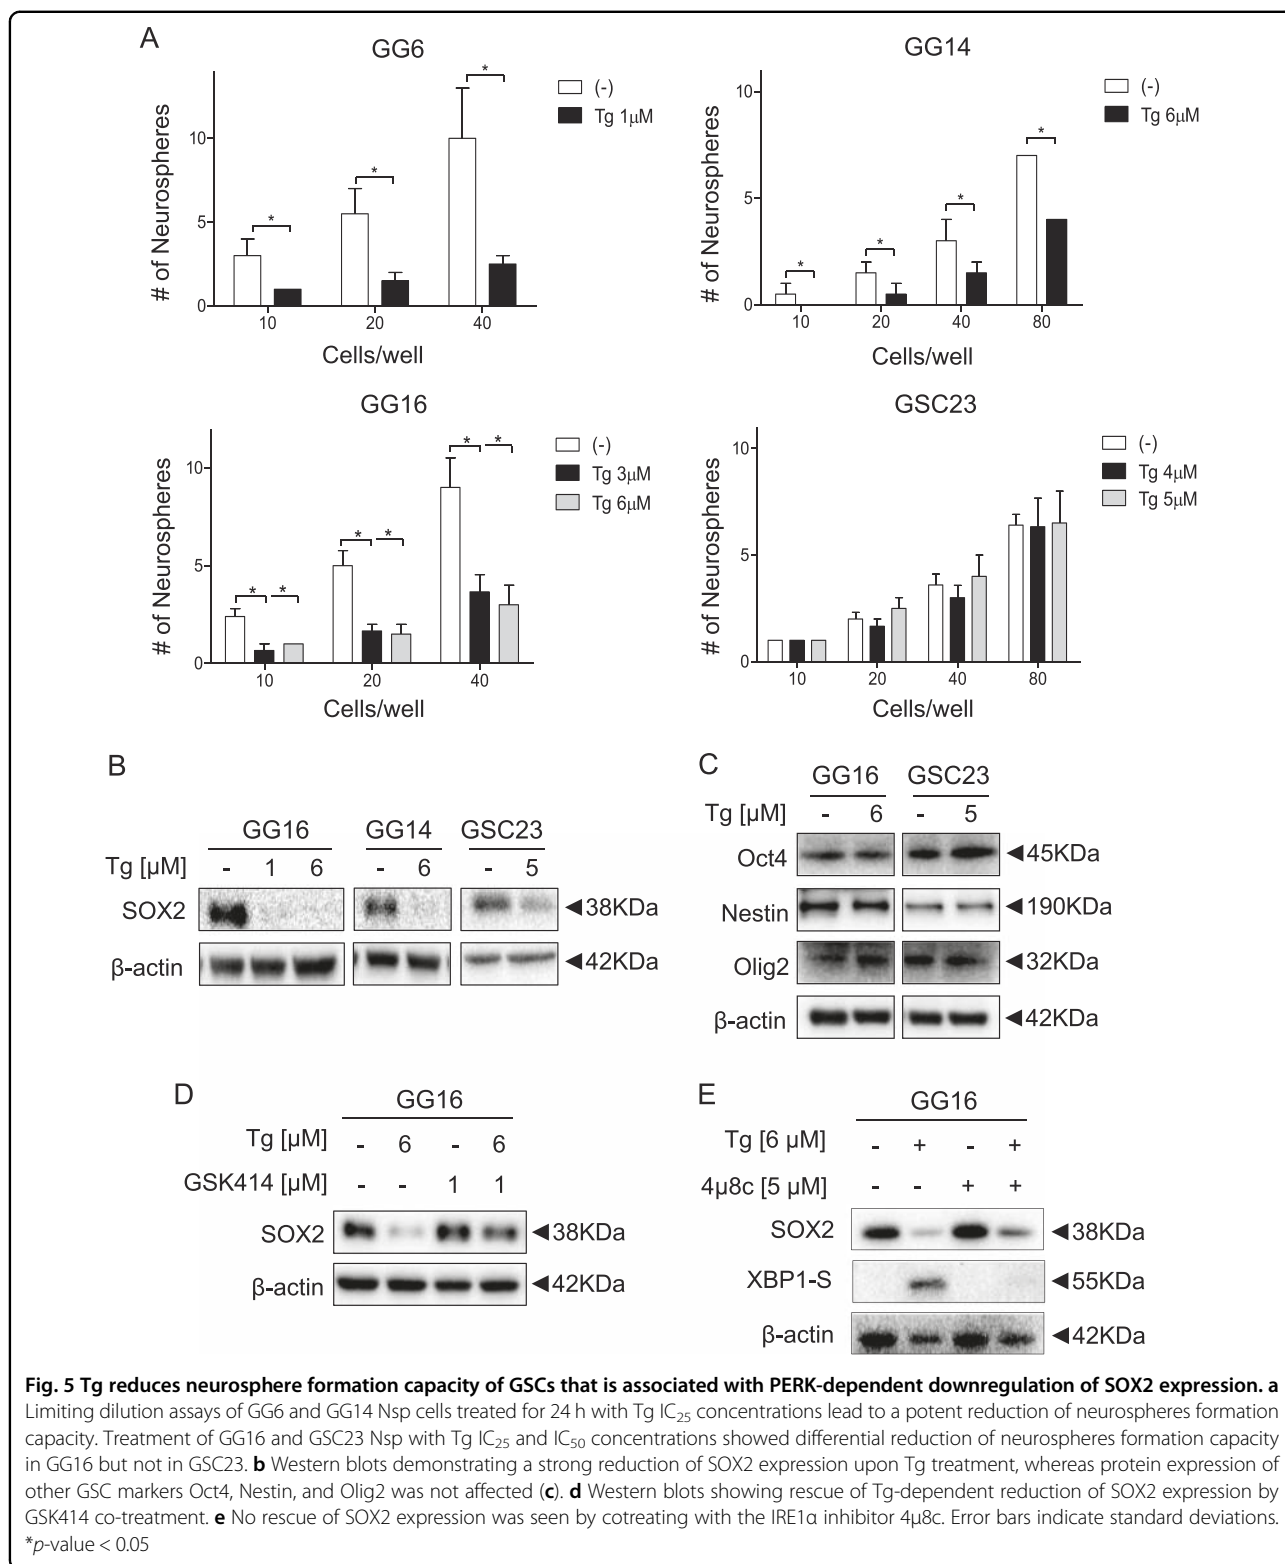 A
GG6
# of Neurospheres
10
5
0
*
*
*
(-)
Tg 1µM
10 20 40
Cells/well
GG14
# of Neurospheres
10
5
0
*
*
*
*
(-)
Tg 6µM
10 20 40 80
Cells/well
GG16
# of Neurospheres
10
5
0
* *
* *
* *
(-)
Tg 3µM
Tg 6µM
10 20 40
Cells/well
GSC23
# of Neurospheres
10
5
0
(-)
Tg 4µM
Tg 5µM
10 20 40 80
Cells/well
B
GG16 GG14 GSC23
Tg [µM] - 1 6 - 6 - 5
SOX2 ◄38KDa
β-actin ◄42KDa
C
GG16 GSC23
Tg [µM] - 6 - 5
Oct4 ◄45KDa
Nestin ◄190KDa
Olig2 ◄32KDa
β-actin ◄42KDa
D
GG16
Tg [µM] - 6 - 6
GSK414 [µM] - - 1 1
SOX2 ◄38KDa
β-actin ◄42KDa
E
GG16
Tg [6 µM] - + - +
4µ8c [5 µM] - - + +
SOX2 ◄38KDa
XBP1-S ◄55KDa
β-actin ◄42KDa
Fig. 5 Tg reduces neurosphere formation capacity of GSCs that is associated with PERK-dependent downregulation of SOX2 expression. a
Limiting dilution assays of GG6 and GG14 Nsp cells treated for 24 h with Tg IC25 concentrations lead to a potent reduction of neurospheres formation
capacity. Treatment of GG16 and GSC23 Nsp with Tg IC25 and IC50 concentrations showed differential reduction of neurospheres formation capacity
in GG16 but not in GSC23. b Western blots demonstrating a strong reduction of SOX2 expression upon Tg treatment, whereas protein expression of
other GSC markers Oct4, Nestin, and Olig2 was not affected (c). d Western blots showing rescue of Tg-dependent reduction of SOX2 expression by
GSK414 co-treatment. e No rescue of SOX2 expression was seen by cotreating with the IRE1α inhibitor 4µ8c. Error bars indicate standard deviations.
*p-value < 0.05